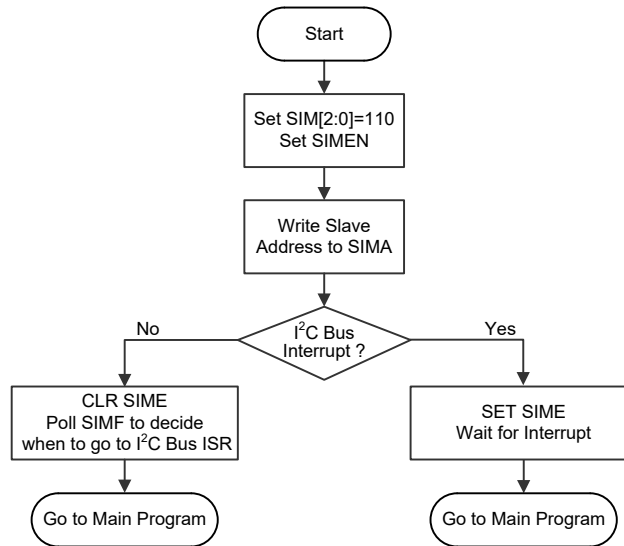 Start
Set SIM[2:0]=110
Set SIMEN
Write Slave
Address to SIMA
I²C Bus
Interrupt ?
No
Yes
CLR SIME
Poll SIMF to decide
when to go to I²C Bus ISR
SET SIME
Wait for Interrupt
Go to Main Program
Go to Main Program